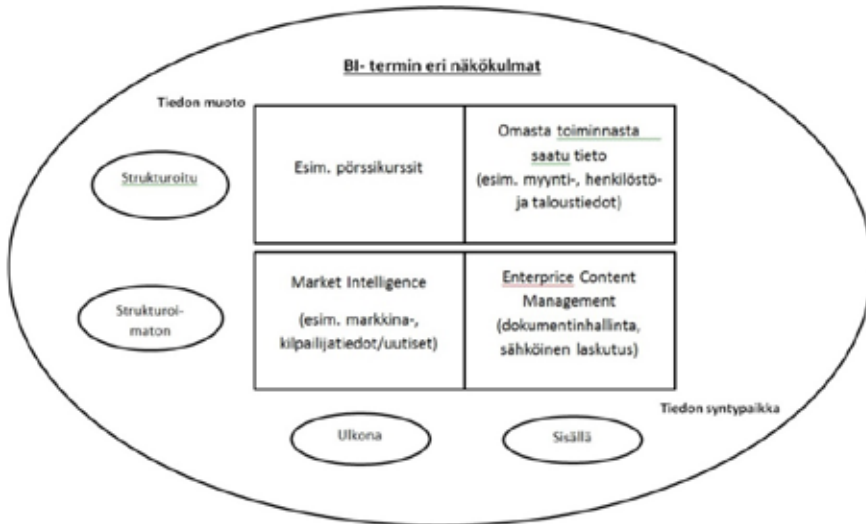 BI- termin eri näkökulmat
Tiedon muoto
Strukturoitu
Esim. pörssikurssit
Omasta toiminnasta
saatu tieto
(esim. myynti-, henkilöstö-
ja taloustiedot)
Strukturoi-
maton
Market Intelligence
(esim. markkina-,
kilpailijatiedot/uutiset)
Enterprice Content
Management
(dokumentinhallinta,
sähköinen laskutus)
Tiedon syntypaikka
Ulkona
Sisällä